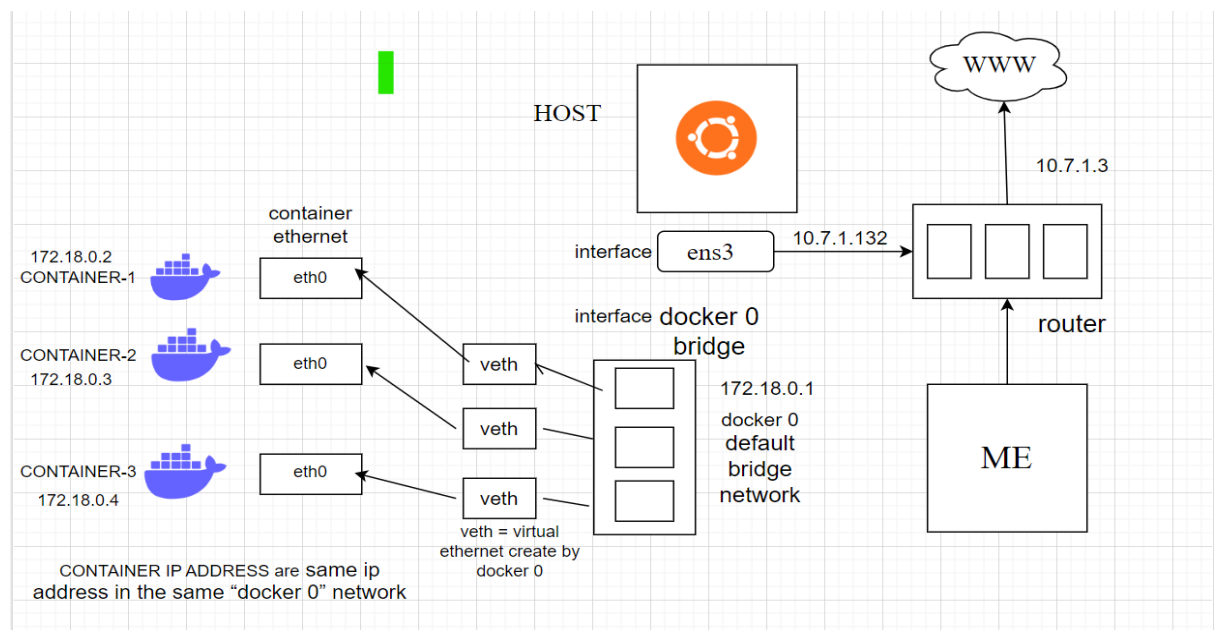 WWW
HOST
10.7.1.3
container
ethernet
172.18.0.2
CONTAINER-1
eth0
interface
ens3
10.7.1.132
router
interface docker 0
bridge
CONTAINER-2
172.18.0.3
eth0
veth
172.18.0.1
docker 0
default
bridge
network
veth
ME
CONTAINER-3
172.18.0.4
eth0
veth
veth = virtual
ethernet create by
docker 0
CONTAINER IP ADDRESS are same ip
address in the same “docker 0” network